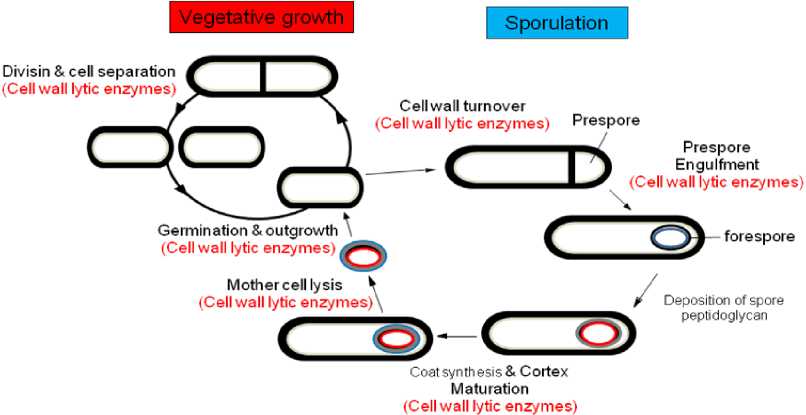 Vegetative growth
Sporulation
Divisin & cell separation
(Cell wall lytic enzymes)
Cell wall turnover
(Cell wall lytic enzymes)
Prespore
Prespore
Engulfment
(Cell wall lytic enzymes)
forespore
Germination & outgrowth
(Cell wall lytic enzymes)
Mother cell lysis
(Cell wall lytic enzymes)
Deposition of spore
peptidoglycan
Coat synthesis & Cortex
Maturation
(Cell wall lytic enzymes)